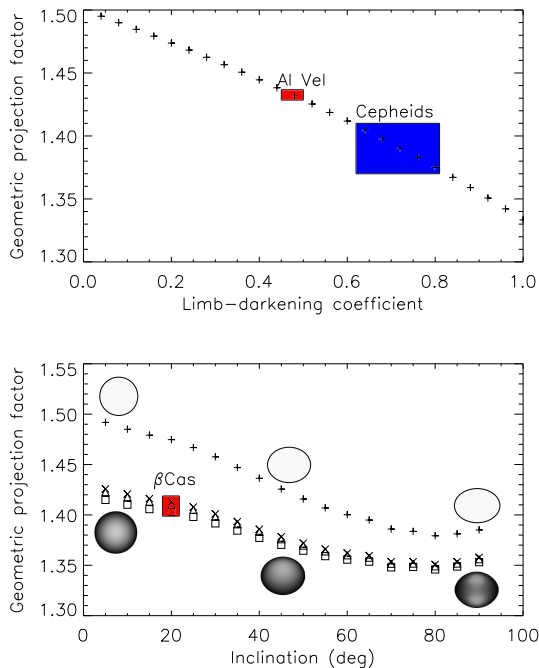 Geometric projection factor
1.50
1.45
1.40
1.35
1.30
AI Vel
Cepheids
0.0 0.2 0.4 0.6 0.8 1.0
Limb-darkening coefficient
Geometric projection factor
1.55
1.50
1.45
1.40
1.35
1.30
βCas
0 20 40 60 80 100
Inclination (deg)